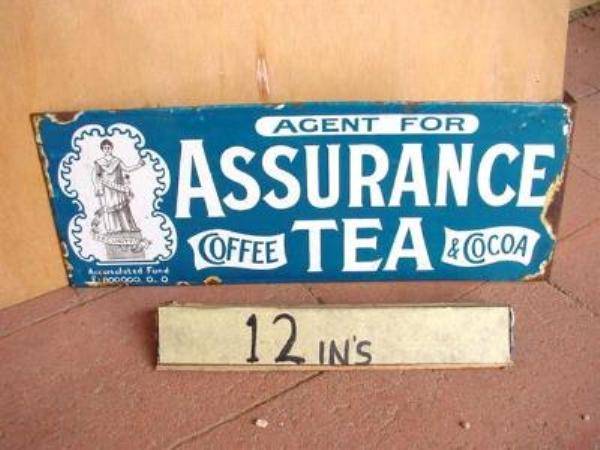 AGENT FOR
ASSURANCE
COFFEE TEA & COCOA
Accumulated Fund
12 IN'S